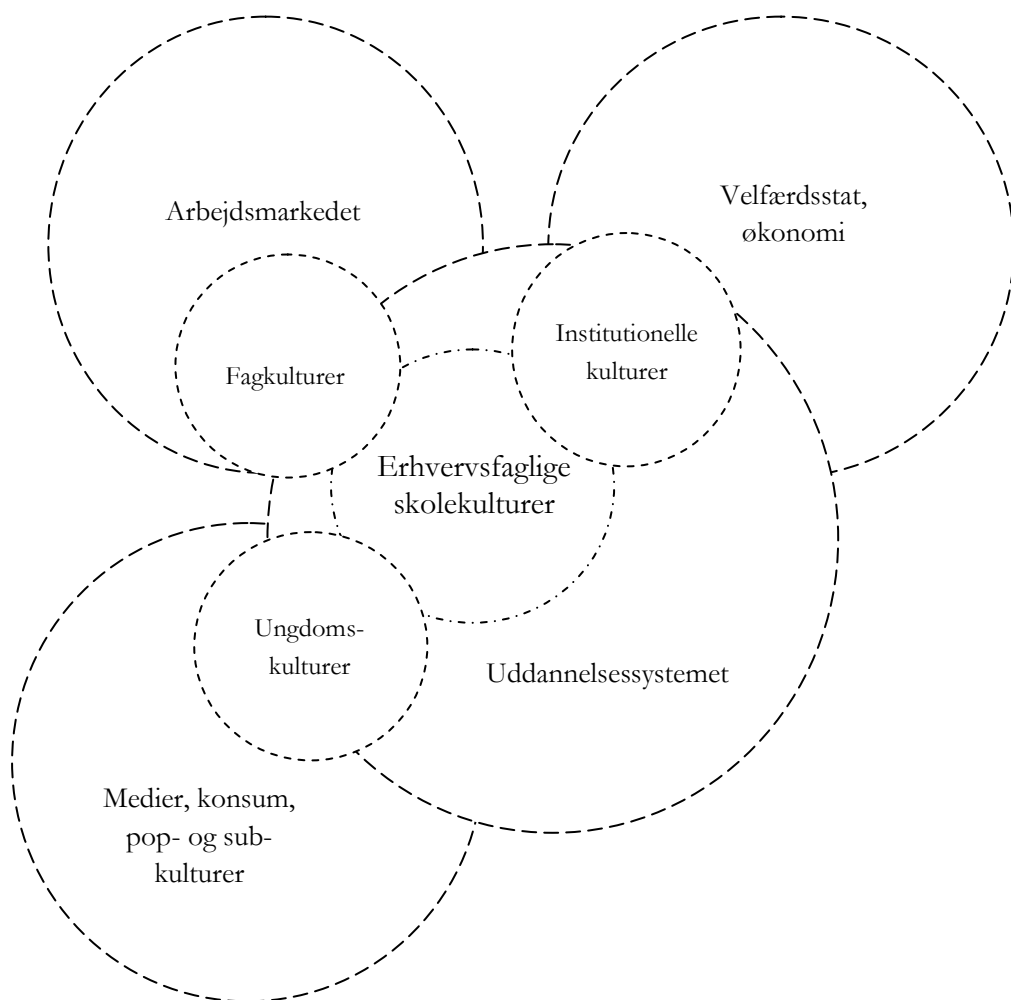 Arbejdsmarkedet
Velfærdsstat,
økonomi
Fagkulturer
Institutionelle
kulturer
Erhvervsfaglige
skolekulturer
Ungdoms-
kulturer
Uddannelsessystemet
Medier, konsum,
pop- og sub-
kulturer